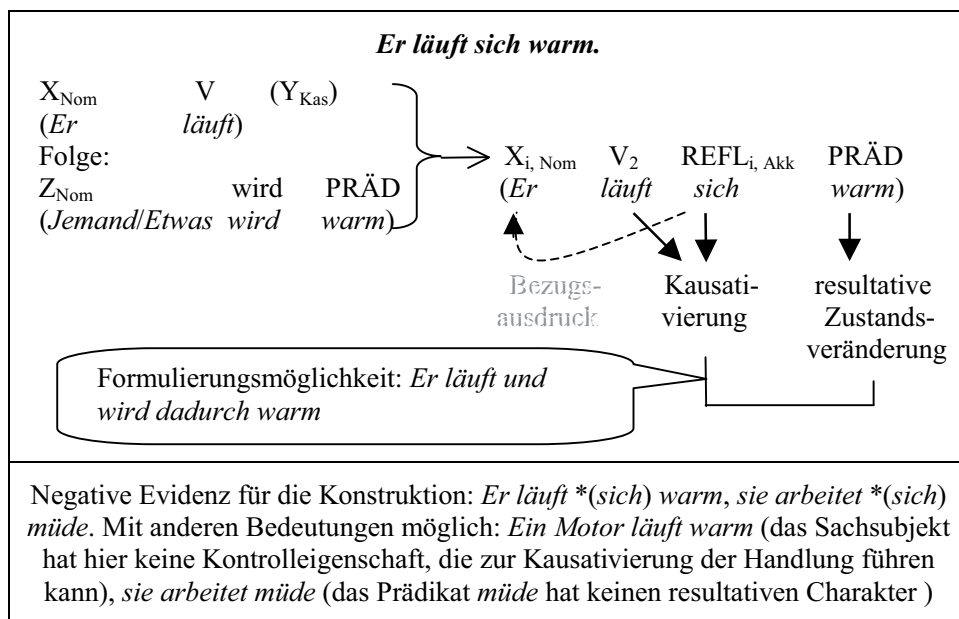 Er läuft sich warm.
X_Nom V (Y_Kas)
(Er läuft)
Folge:
Z_Nom wird PRÄD
(Jemand/Etwas wird warm)
X_i, Nom V_2 REFL_i, Akk PRÄD
(Er läuft sich warm)
Bezugs-
ausdruck
Kausati-
vierung
resultative
Zustands-
veränderung
Formulierungsmöglichkeit: Er läuft und
wird dadurch warm
Negative Evidenz für die Konstruktion: Er läuft *(sich) warm, sie arbeitet *(sich)
müde. Mit anderen Bedeutungen möglich: Ein Motor läuft warm (das Sachsubjekt
hat hier keine Kontrolleigenschaft, die zur Kausativierung der Handlung führen
kann), sie arbeitet müde (das Prädikat müde hat keinen resultativen Charakter )